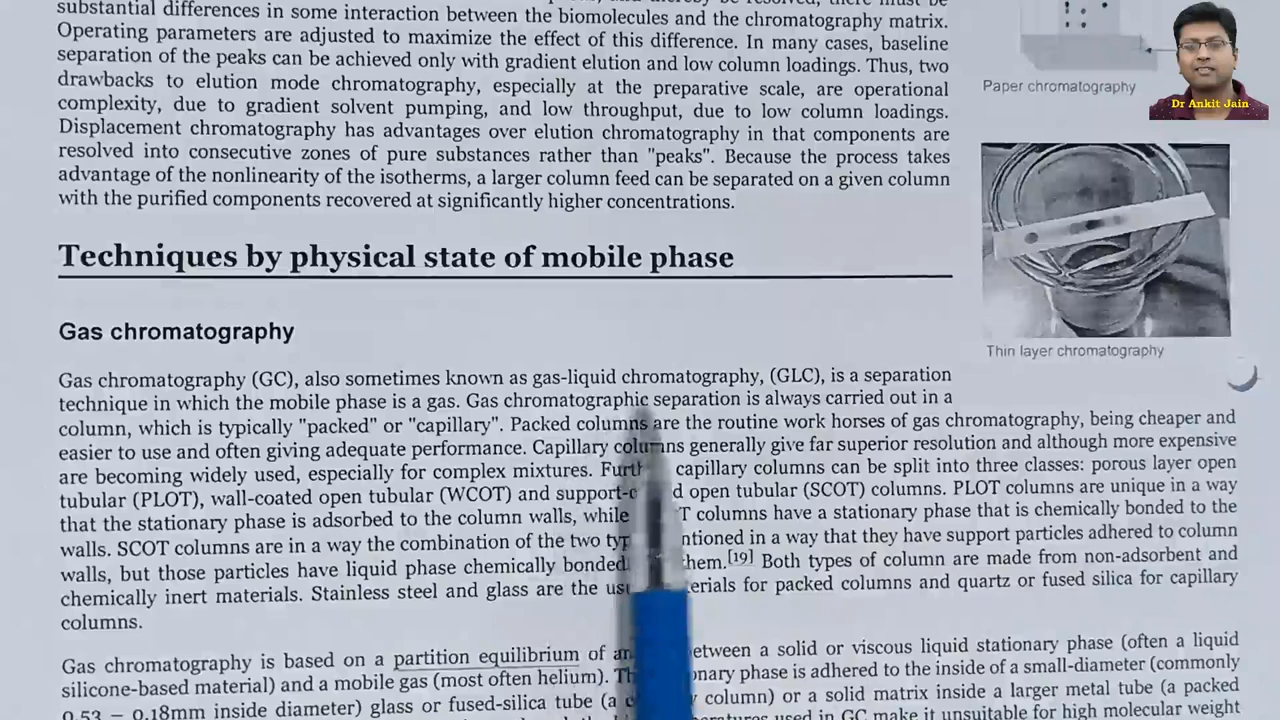 substantial differences in some interaction between the biomolecules and the chromatography matrix.
Operating parameters are adjusted to maximize the effect of this difference. In many cases, baseline
separation of the peaks can be achieved only with gradient elution and low column loadings. Thus, two
drawbacks to elution mode chromatography, especially at the preparative scale, are operational
complexity, due to gradient solvent pumping, and low throughput, due to low column loadings.
Displacement chromatography has advantages over elution chromatography in that components are
resolved into consecutive zones of pure substances rather than "peaks". Because the process takes
advantage of the nonlinearity of the isotherms, a larger column feed can be separated on a given column
with the purified components recovered at significantly higher concentrations.
Paper chromatography
Dr Ankit Jain
Thin layer chromatography
Techniques by physical state of mobile phase
Gas chromatography
Gas chromatography (GC), also sometimes known as gas-liquid chromatography, (GLC), is a separation
technique in which the mobile phase is a gas. Gas chromatographic separation is always carried out in a
column, which is typically "packed" or "capillary". Packed columns are the routine work horses of gas chromatography, being cheaper and
easier to use and often giving adequate performance. Capillary columns generally give far superior resolution and although more expensive
are becoming widely used, especially for complex mixtures. capillary columns can be split into three classes: porous layer open
tubular (PLOT), wall-coated open tubular (WCOT) and open tubular (SCOT) columns. PLOT columns are unique in a way
that the stationary phase is adsorbed to the column walls, while columns have a stationary phase that is chemically bonded to the
walls. SCOT columns are in a way the combination of the two in a way that they have support particles adhered to column
walls, but those particles have liquid phase chemically bonded [19] Both types of column are made from non-adsorbent and
chemically inert materials. Stainless steel and glass are the for packed columns and quartz or fused silica for capillary
columns.
Gas chromatography is based on a partition equilibrium of between a solid or viscous liquid stationary phase (often a liquid
silicone-based material) and a mobile gas (most often helium). phase is adhered to the inside of a small-diameter (commonly
0.53 – 0.18mm inside diameter) glass or fused-silica tube (a column) or a solid matrix inside a larger metal tube (a packed
used in GC make it unsuitable for high molecular weight